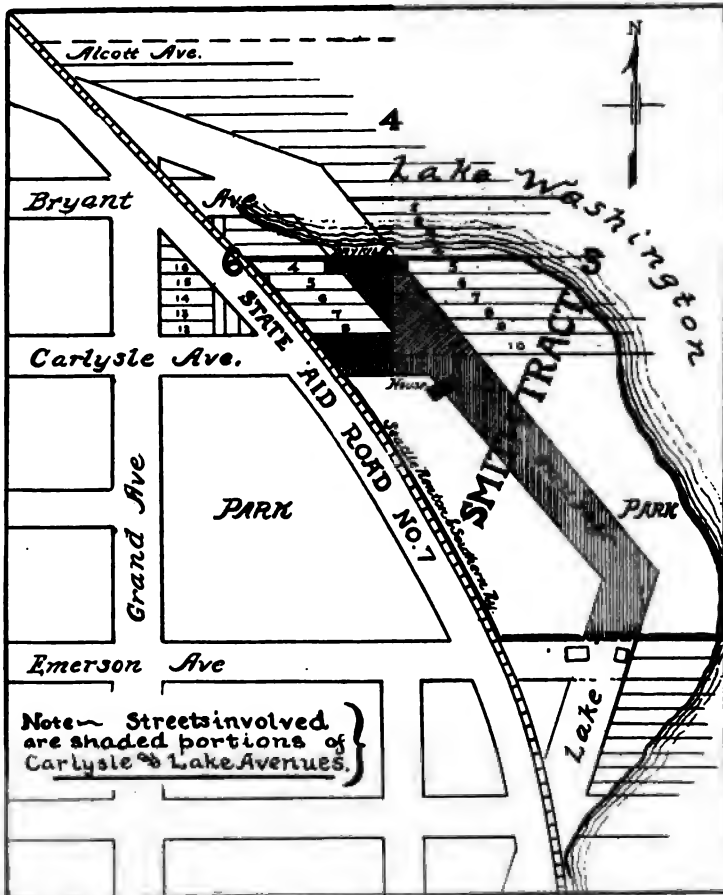 N
Alcott Ave.
4
Lake Washington
Bryant Ave
6
3
4
5
6
7
8
5
6
7
8
9
10
16
15
14
13
12
STATE AID ROAD NO. 7
SMITH TRACT
Carlysle Ave.
House
Seattle Renton & Southern Ry.
Grand Ave
PARK
PARK
Emerson Ave
Lake
Note~ Streets involved
are shaded portions of
Carlysle and Lake Avenues.